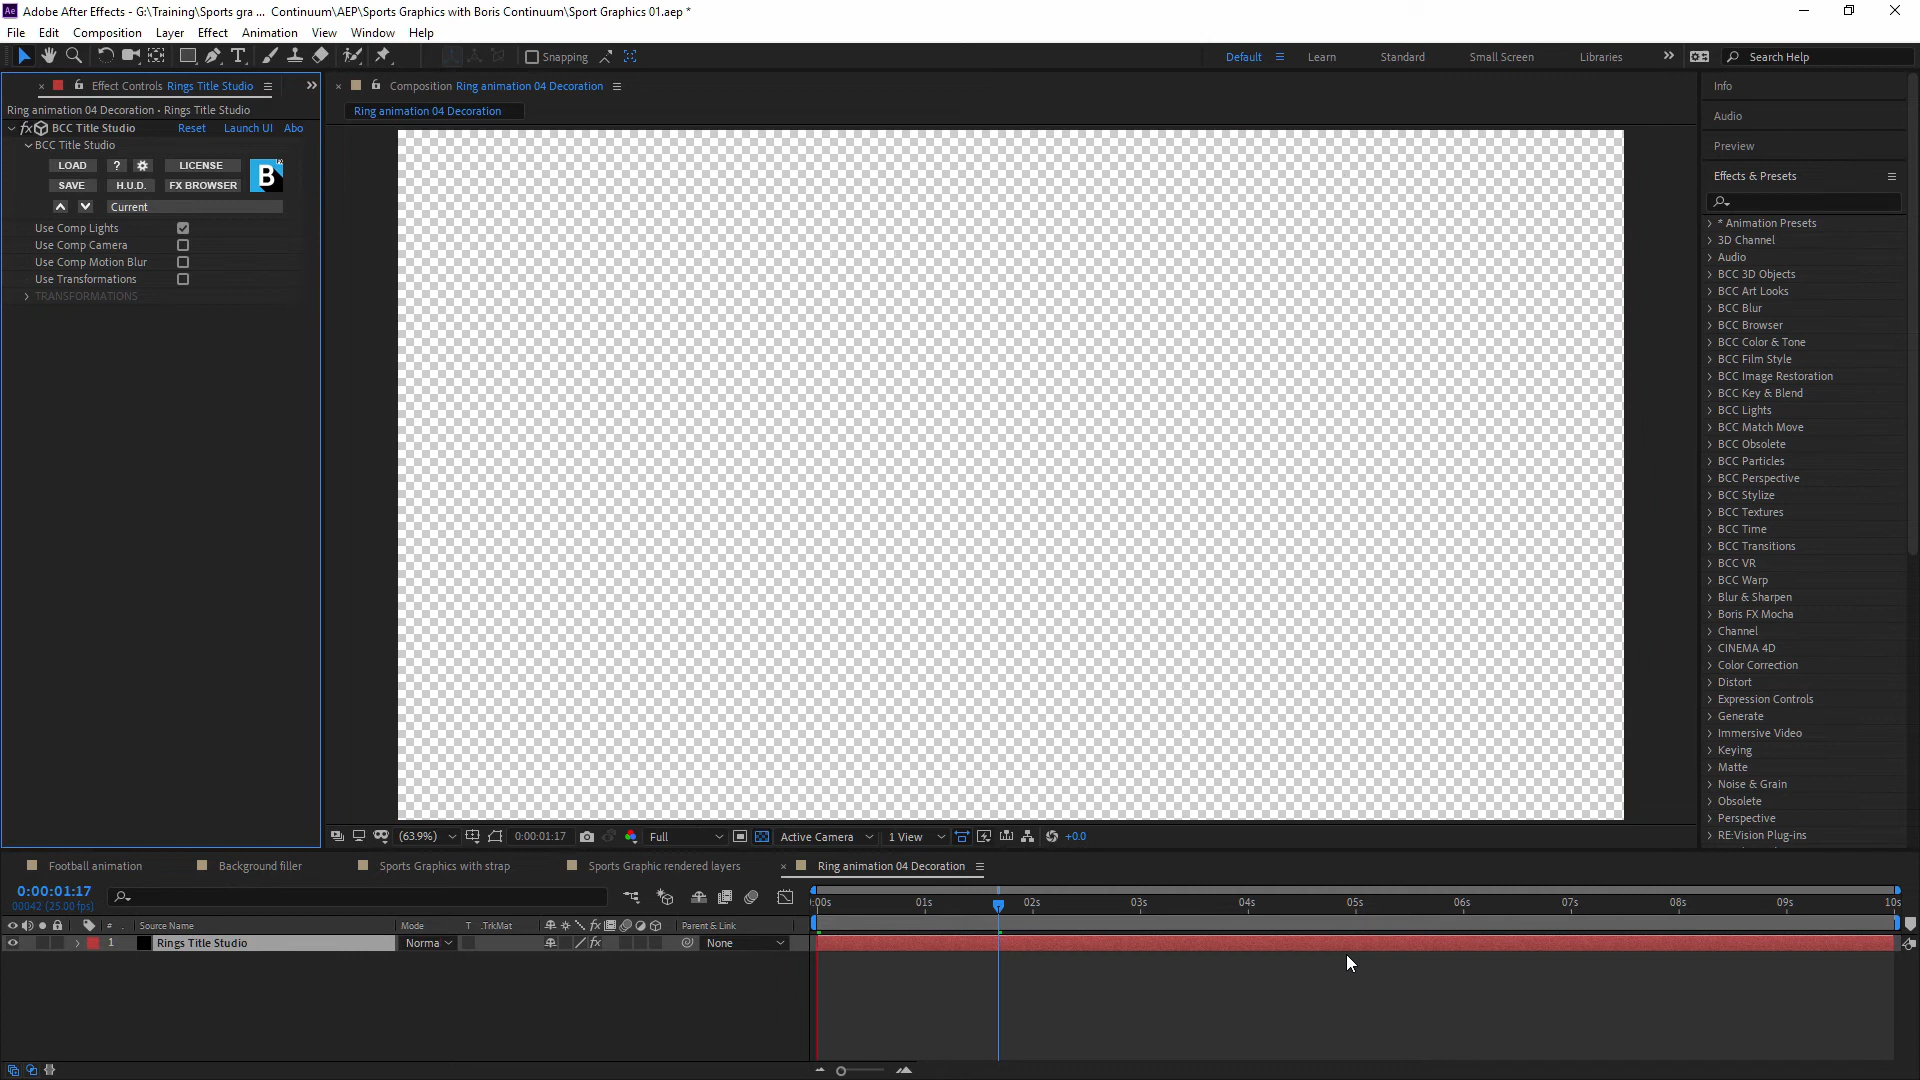 Ae Adobe After Effects - G:\Training\Sports gra ... Continuum\AEP\Sports Graphics with Boris Continuum\Sport Graphics 01.aep *
File Edit Composition Layer Effect Animation View Window Help
T Snapping Default Learn Standard Small Screen Libraries Search Help
Effect Controls Rings Title Studio
Composition Ring animation 04 Decoration
Ring animation 04 Decoration • Rings Title Studio
Ring animation 04 Decoration
fx BCC Title Studio Reset Launch UI Abo
BCC Title Studio
LOAD ? LICENSE
B
SAVE H.U.D. FX BROWSER
Current
Use Comp Lights
Use Comp Camera
Use Comp Motion Blur
Use Transformations
TRANSFORMATIONS
Info
Audio
Preview
Effects & Presets
* Animation Presets
3D Channel
Audio
BCC 3D Objects
BCC Art Looks
BCC Blur
BCC Browser
BCC Color & Tone
BCC Film Style
BCC Image Restoration
BCC Key & Blend
BCC Lights
BCC Match Move
BCC Obsolete
BCC Particles
BCC Perspective
BCC Stylize
BCC Textures
BCC Time
BCC Transitions
BCC VR
BCC Warp
Blur & Sharpen
Boris FX Mocha
Channel
CINEMA 4D
Color Correction
Distort
Expression Controls
Generate
Immersive Video
Keying
Matte
Noise & Grain
Obsolete
Perspective
RE:Vision Plug-ins
(63.9%) 0:00:01:17 Full Active Camera 1 View +0.0
Football animation Background filler Sports Graphics with strap Sports Graphic rendered layers Ring animation 04 Decoration
0:00:01:17
00042 (25.00 fps)
:00s 01s 02s 03s 04s 05s 06s 07s 08s 09s 10s
# Source Name Mode T .TrkMat fx Parent & Link
1 Rings Title Studio Norma fx None